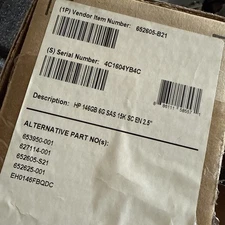 (1P) Vendor Item Number: 652605-B21
(S) Serial Number: 4C1604YB4C
Description: HP 146GB 6G SAS 15K SC EN 2.5"
ALTERNATIVE PART NO(s):
653950-001
627114-001
652605-S21
652625-001
EH0146FBQDC